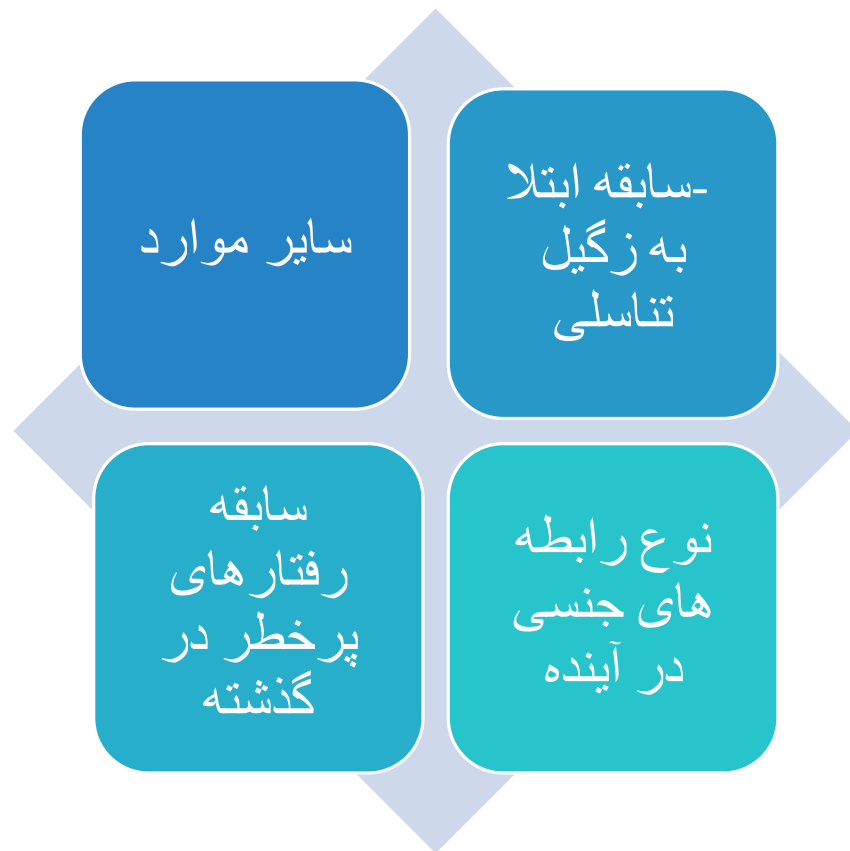 -سابقه ابتلا
به زگیل
تناسلی
سایر موارد
نوع رابطه
های جنسی
در آینده
سابقه
رفتارهای
پرخطر در
گذشته